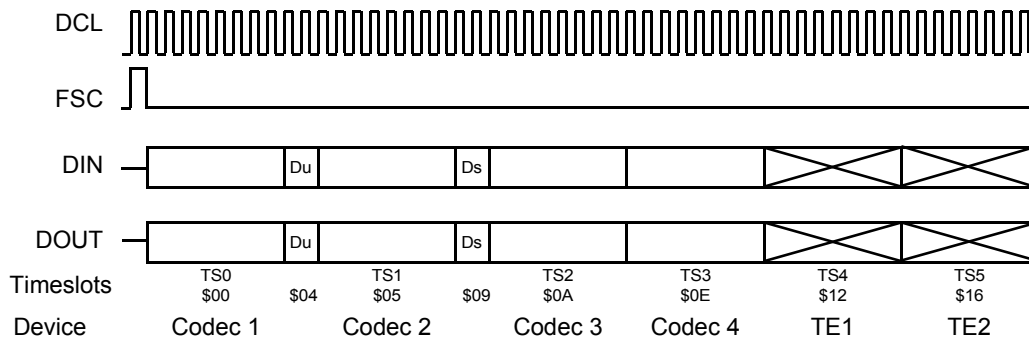 DCL
FSC
DIN Du Ds
DOUT Du Ds
Timeslots TS0 TS1 TS2 TS3 TS4 TS5
$00 $04 $05 $09 $0A $0E $12 $16
Device Codec 1 Codec 2 Codec 3 Codec 4 TE1 TE2